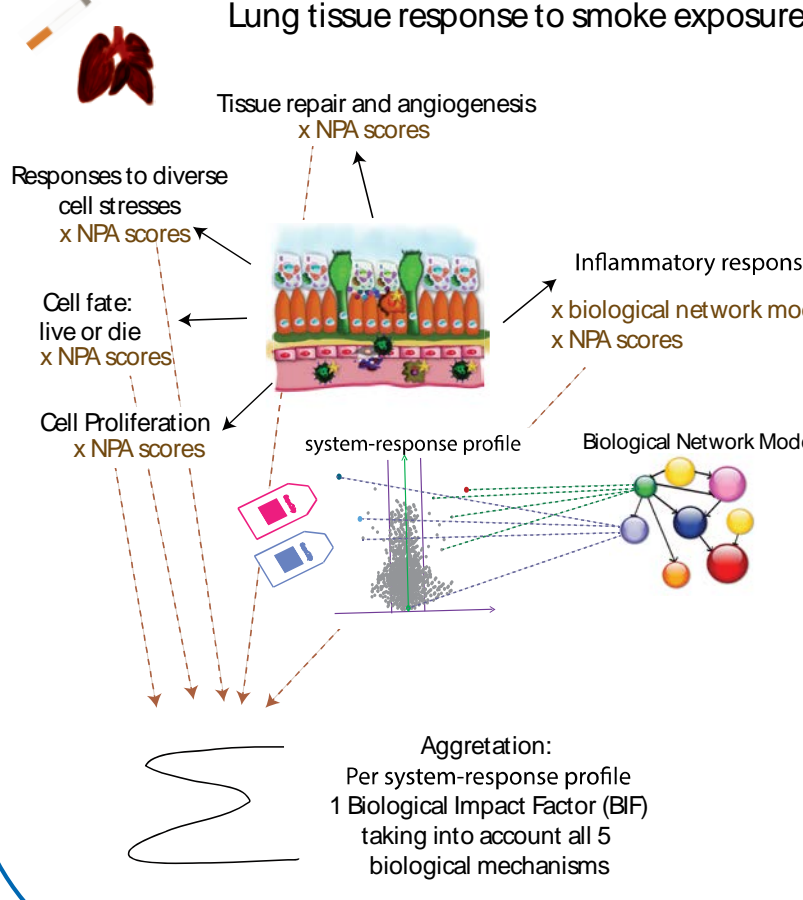 Lung tissue response to smoke exposure
Tissue repair and angiogenesis
x NPA scores
Responses to diverse
cell stresses
x NPA scores
Inflammatory respons
x biological network mod
x NPA scores
Cell fate:
live or die
x NPA scores
Cell Proliferation
x NPA scores
system-response profile
Biological Network Mode
Aggretation:
Per system-response profile
1 Biological Impact Factor (BIF)
taking into account all 5
biological mechanisms